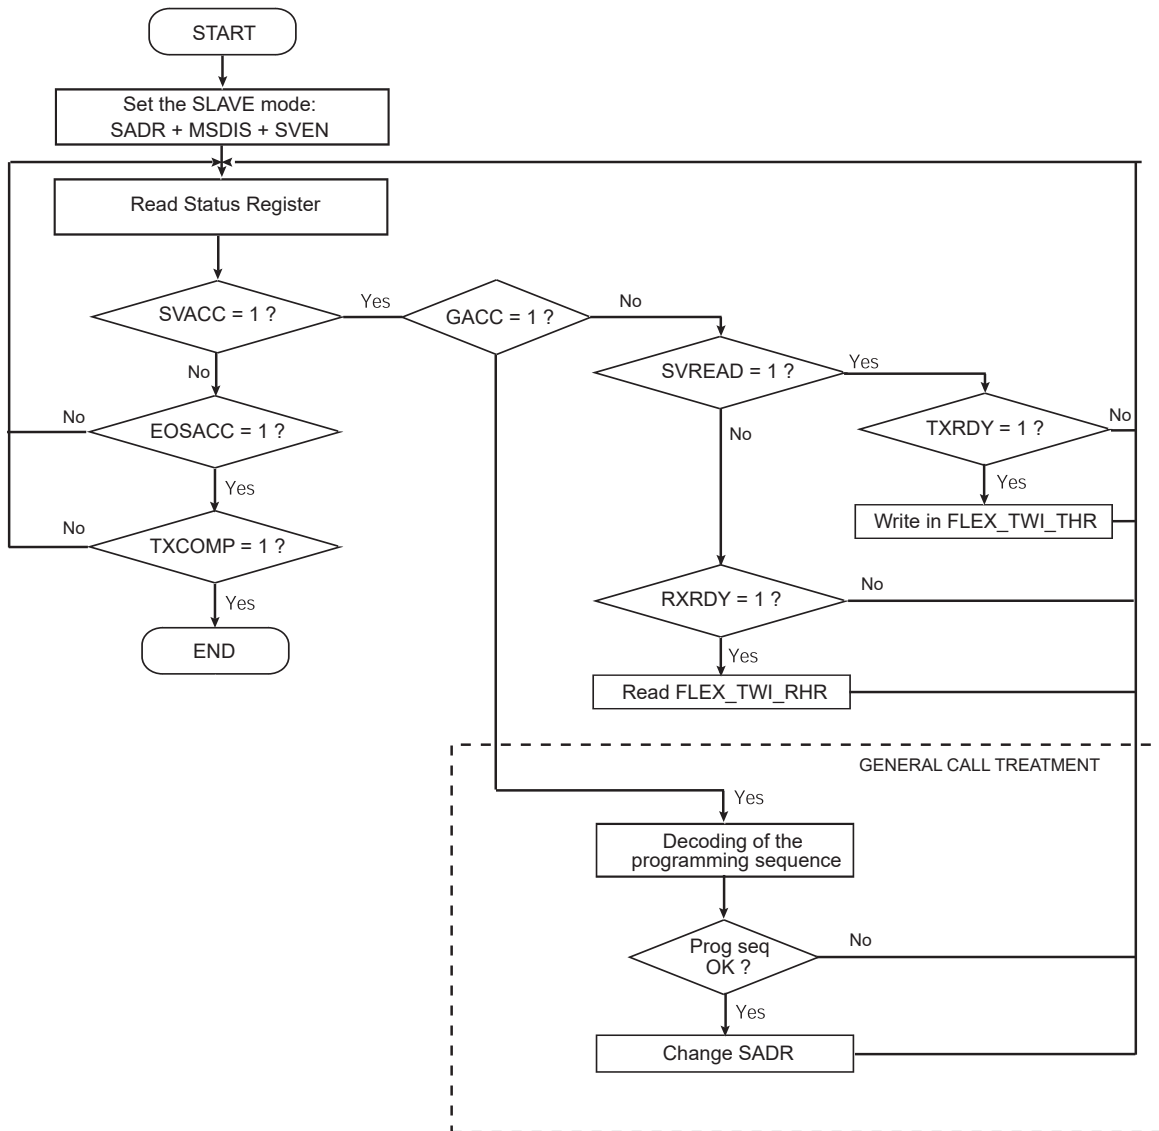 START
Set the SLAVE mode:
SADR + MSDIS + SVEN
Read Status Register
SVACC = 1 ?
Yes
GACC = 1 ?
No
SVREAD = 1 ?
Yes
No
EOSACC = 1 ?
No
TXRDY = 1 ?
No
No
Yes
Yes
Write in FLEX_TWI_THR
TXCOMP = 1 ?
No
RXRDY = 1 ?
No
Yes
END
Yes
Read FLEX_TWI_RHR
GENERAL CALL TREATMENT
Yes
Decoding of the
programming sequence
Prog seq
OK ?
No
Yes
Change SADR